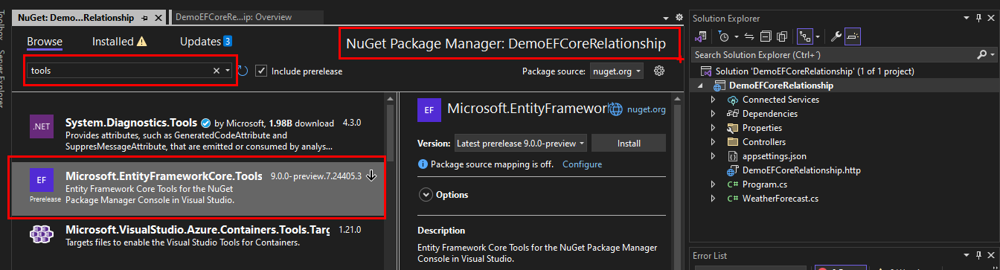 Toolbox
Server Explorer
NuGet: Demo...Relationship
DemoEFCoreRe...ip: Overview
Browse
Installed
Updates 3
NuGet Package Manager: DemoEFCoreRelationship
tools
Include prerelease
Package source: nuget.org
.NET
System.Diagnostics.Tools by Microsoft, 1.98B download 4.3.0
Provides attributes, such as GeneratedCodeAttribute and
SuppresMessageAttribute, that are emitted or consumed by analys...
EF
Prerelease
Microsoft.EntityFrameworkCore.Tools 9.0.0-preview.7.24405.3
Entity Framework Core Tools for the NuGet
Package Manager Console in Visual Studio.
Microsoft.VisualStudio.Azure.Containers.Tools.Targ 1.21.0
Targets files to enable the Visual Studio Tools for Containers.
EF
Microsoft.EntityFramework nuget.org
Version: Latest prerelease 9.0.0-preview Install
Package source mapping is off. Configure
Options
Description
Entity Framework Core Tools for the NuGet Package Manager
Console in Visual Studio.
Solution Explorer
Search Solution Explorer (Ctrl+´)
Solution 'DemoEFCoreRelationship' (1 of 1 project)
DemoEFCoreRelationship
Connected Services
Dependencies
Properties
Controllers
appsettings.json
DemoEFCoreRelationship.http
C# Program.cs
C# WeatherForecast.cs
Error List